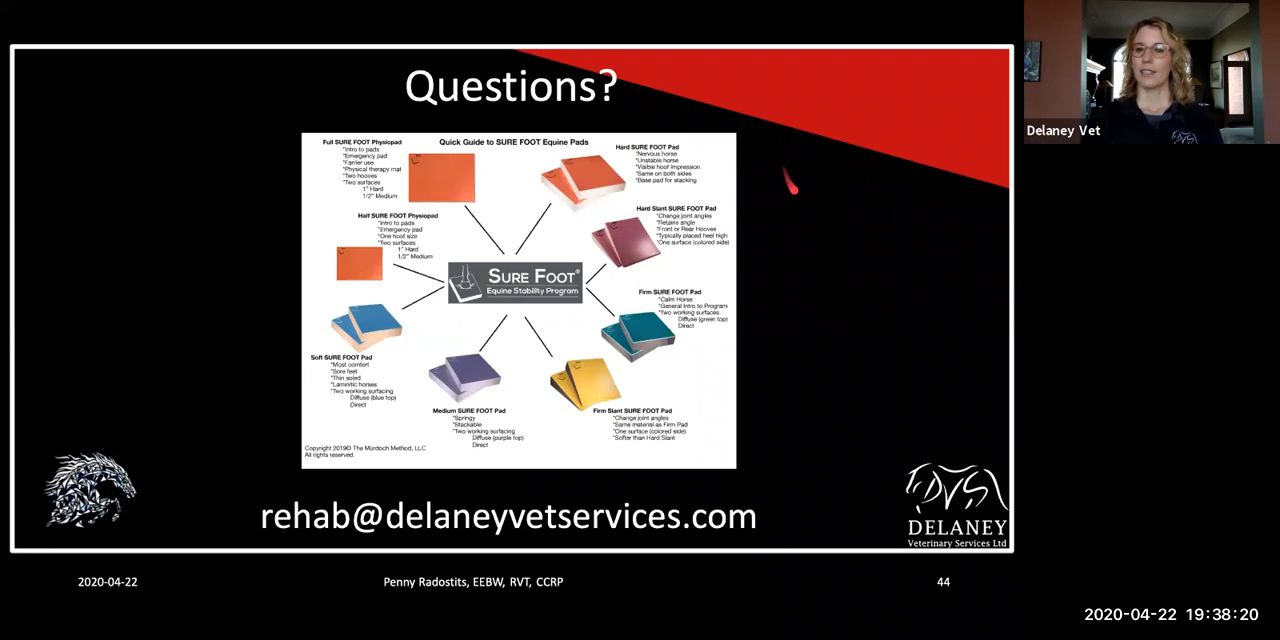 Delaney Vet
Questions?
Quick Guide to SURE FOOT Equine Pads
Full SURE FOOT Physiopad
*Intro to pads
*Emergency pad
*Farrier use
*Physical therapy mat
*Two hooves
*Two surfaces
1" Hard
1/2" Medium
Hard SURE FOOT Pad
*Nervous horse
*Unstable horse
*Visible hoof impression
*Same on both sides
*Base pad for stacking
Half SURE FOOT Physiopad
*Intro to pads
*Emergency pad
*One hoof size
*Two surfaces
1" Hard
1/2" Medium
Hard Slant SURE FOOT Pad
*Change joint angles
*Retains angle
*Front or Rear Hooves
*Typically placed heel high
*One surface (colored side)
SURE FOOT®
Equine Stability Program
Firm SURE FOOT Pad
*Calm Horse
*General Intro to Program
*Two working surfaces
Diffuse (green top)
Direct
Soft SURE FOOT Pad
*Most comfort
*Sore feet
*Thin soled
*Laminitic horses
*Two working surfacing
Diffuse (blue top)
Direct
Medium SURE FOOT Pad
*Springy
*Stackable
*Two working surfacing
Diffuse (purple top)
Direct
Firm Slant SURE FOOT Pad
*Change joint angles
*Same material as Firm Pad
*One surface (colored side)
*Softer than Hard Slant
Copyright 2019© The Murdoch Method, LLC
All rights reserved.
rehab@delaneyvetservices.com
DVS
DELANEY
Veterinary Services Ltd
2020-04-22
Penny Radostits, EEBW, RVT, CCRP
44
2020-04-22 19:38:20